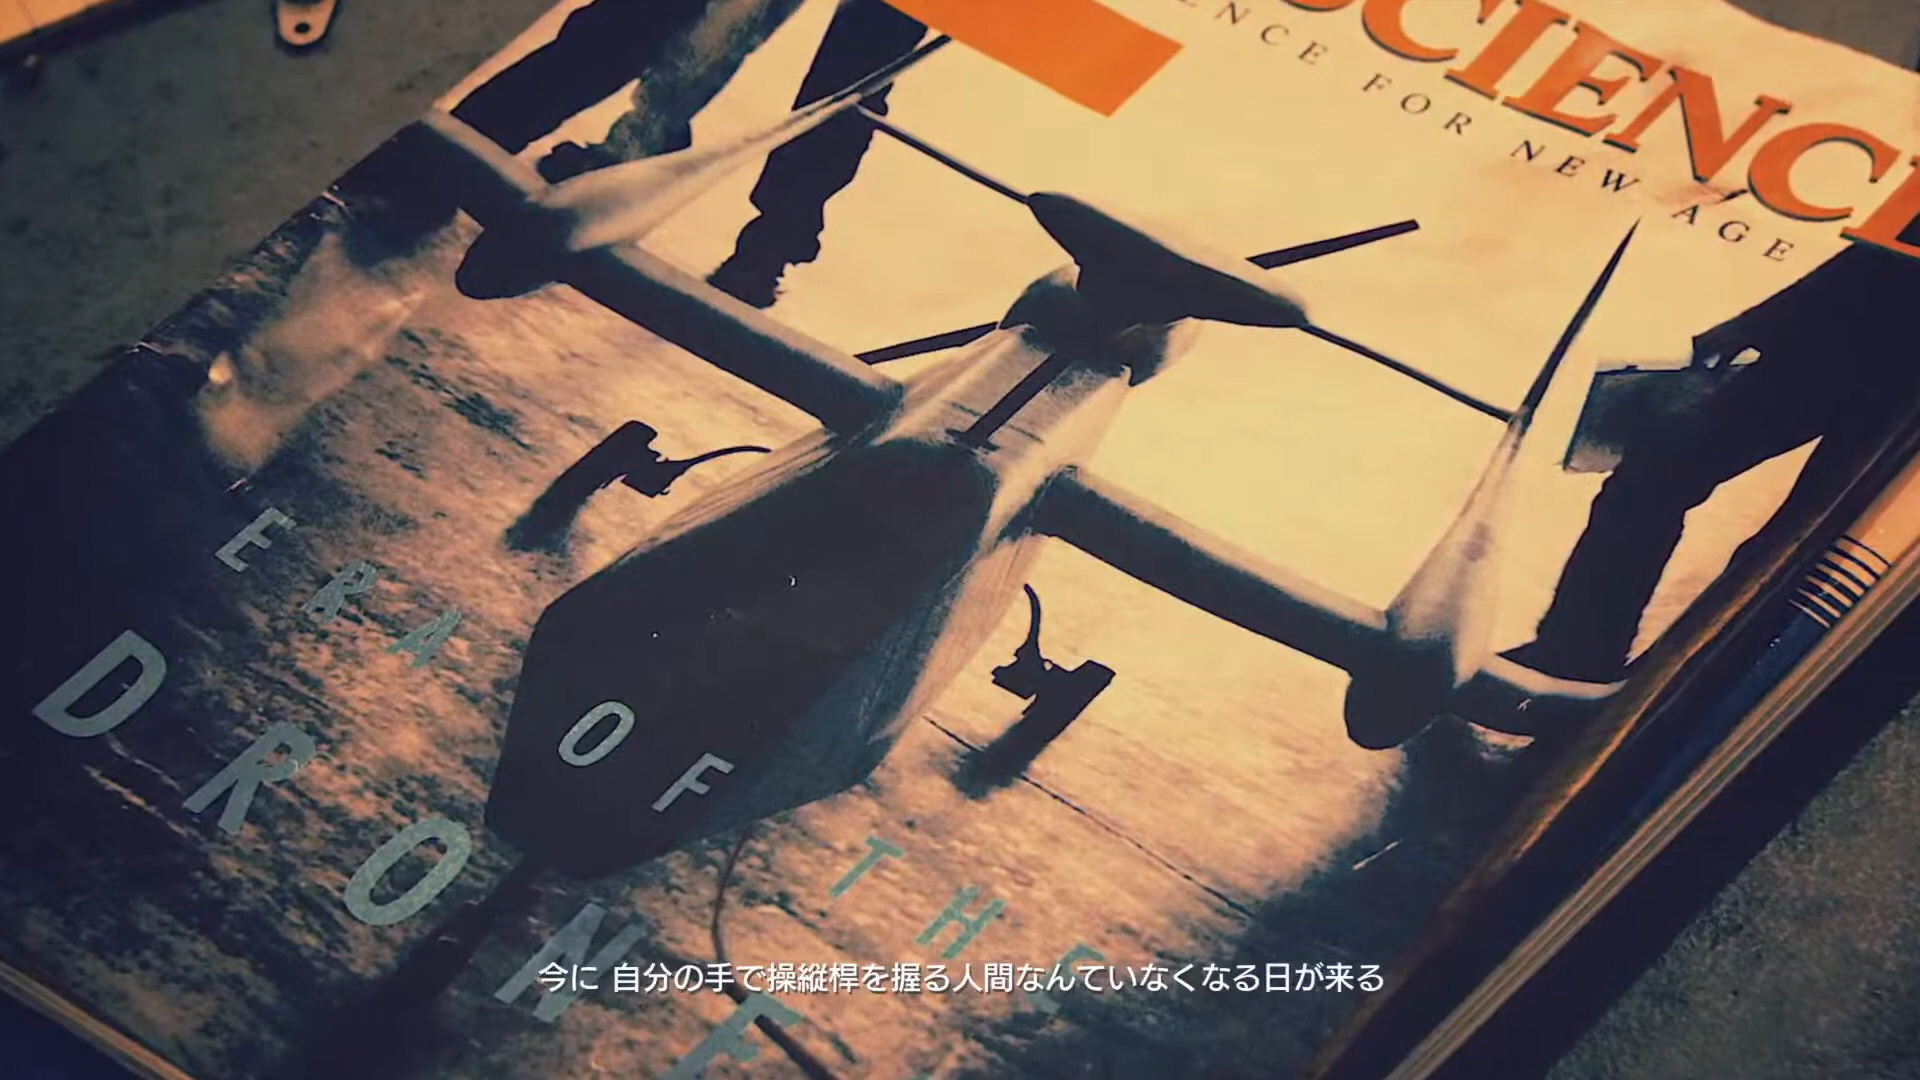 SCIENCE
ENCE FOR NEW AGE
ERA OF THE
DRONE
今に 自分の手で操縦桿を握る人間なんていなくなる日が来る